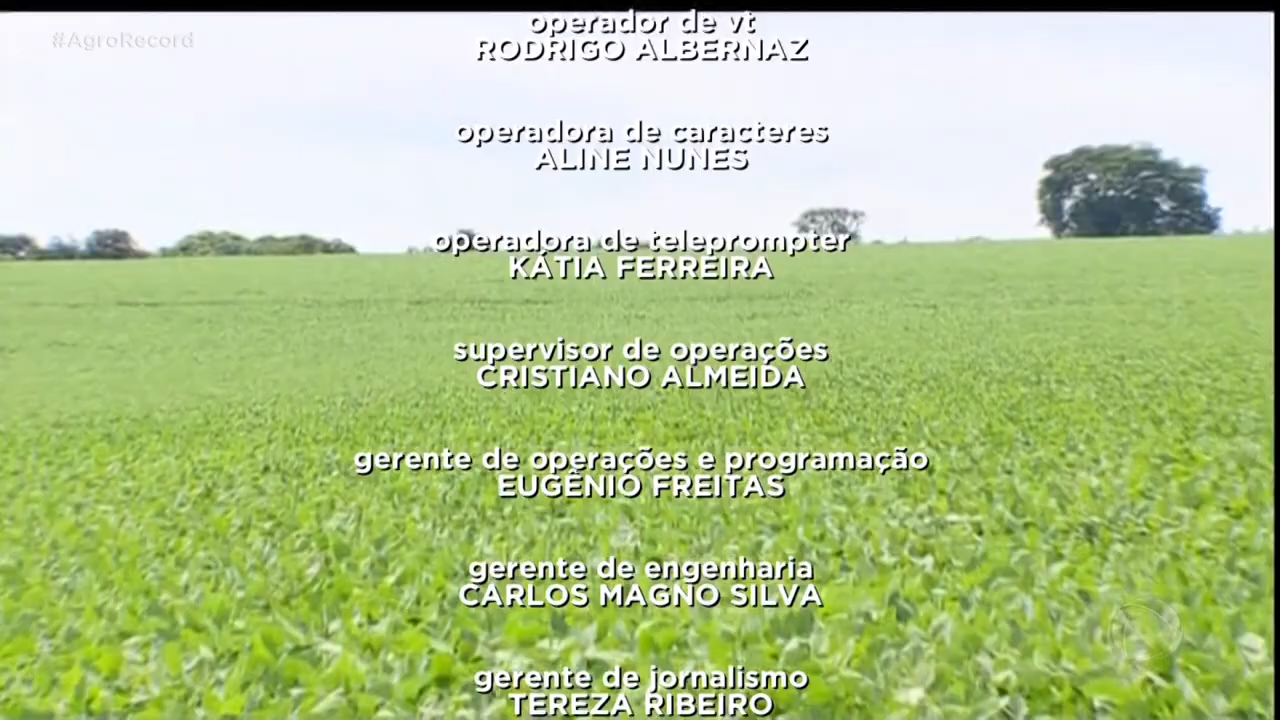 #AgroRecord
operador de vt
RODRIGO ALBERNAZ
operadora de caracteres
ALINE NUNES
operadora de teleprompter
KÁTIA FERREIRA
supervisor de operações
CRISTIANO ALMEIDA
gerente de operações e programação
EUGÊNIO FREITAS
gerente de engenharia
CARLOS MAGNO SILVA
gerente de jornalismo
TEREZA RIBEIRO